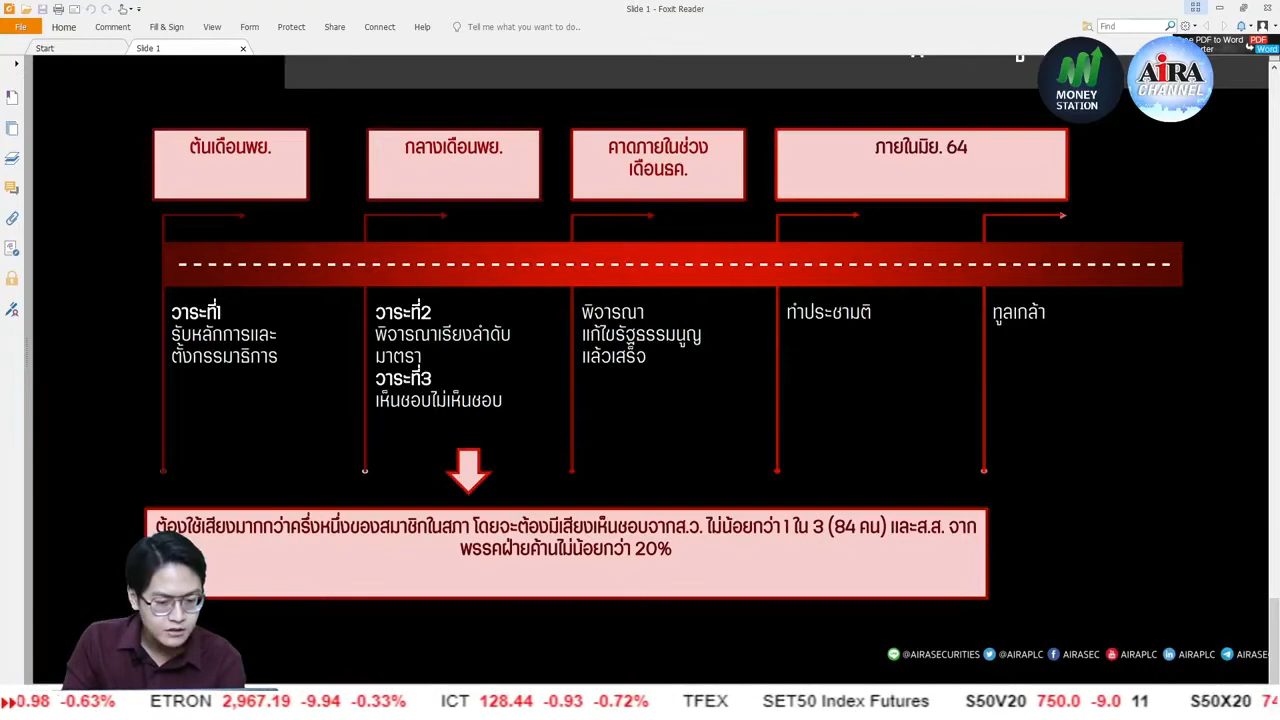 Slide 1 - Foxit Reader
File Home Comment Fill & Sign View Form Protect Share Connect Help Tell me what you want to do..
Find
Start
Slide 1
PDF to Word
PDF
Word
MONEY
STATION
AiRA
CHANNEL
ต้นเดือนพย.
กลางเดือนพย.
คาดภายในช่วง
เดือนธค.
ภายในมิย. 64
วาระที่1
รับหลักการและ
ตั้งกรรมาธิการ
วาระที่2
พิจารณาเรียงลำดับ
มาตรา
วาระที่3
เห็นชอบไม่เห็นชอบ
พิจารณา
แก้ไขรัฐธรรมนูญ
แล้วเสร็จ
ทำประชามติ
ทูลเกล้า
ต้องใช้เสียงมากกว่าครึ่งหนึ่งของสมาชิกในสภา โดยจะต้องมีเสียงเห็นชอบจากส.ว. ไม่น้อยกว่า 1 ใน 3 (84 คน) และส.ส. จาก
พรรคฝ่ายค้านไม่น้อยกว่า 20%
@AIRASECURITIES @AIRAPLC AIRASEC AIRAPLC AIRAPLC AIRASEC
0.98 -0.63% ETRON 2,967.19 -9.94 -0.33% ICT 128.44 -0.93 -0.72% TFEX SET50 Index Futures S50V20 750.0 -9.0 11 S50X20